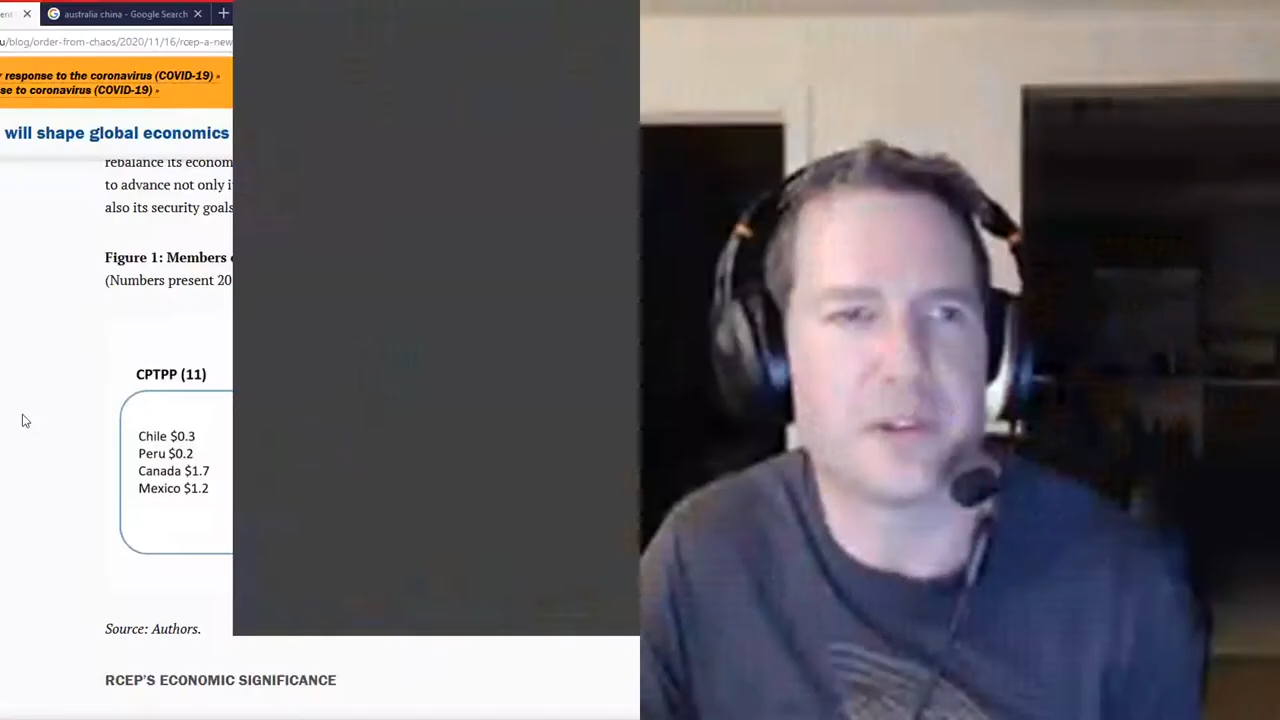 australia china - Google Search
/blog/order-from-chaos/2020/11/16/rcep-a-new
response to the coronavirus (COVID-19) »
se to coronavirus (COVID-19) »
will shape global economics
rebalance its econom
to advance not only i
also its security goals
Figure 1: Members
(Numbers present 20
CPTPP (11)
Chile $0.3
Peru $0.2
Canada $1.7
Mexico $1.2
Source: Authors.
RCEP'S ECONOMIC SIGNIFICANCE